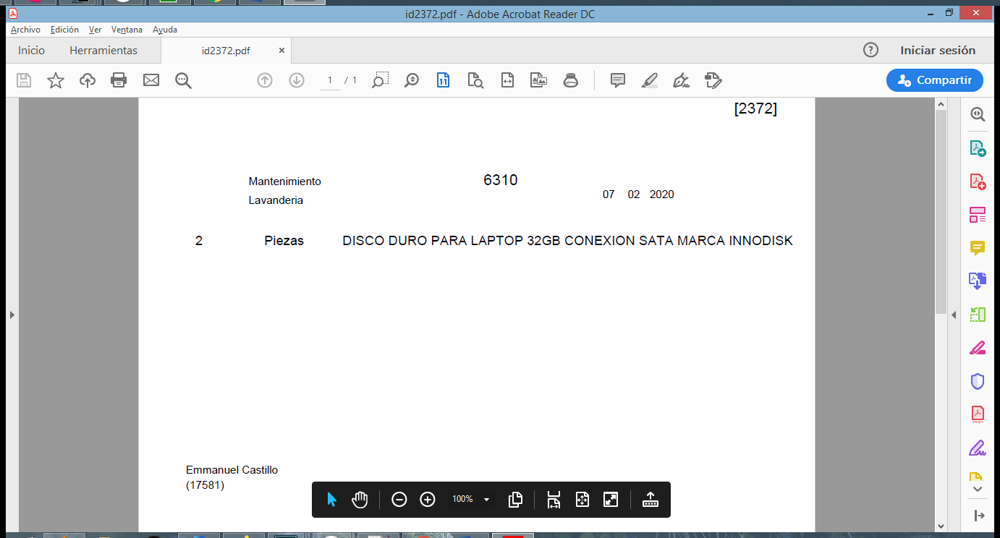 id2372.pdf - Adobe Acrobat Reader DC
Archivo Edición Ver Ventana Ayuda
Inicio Herramientas id2372.pdf Iniciar sesión
1 / 1 Compartir
[2372]
Mantenimiento 6310
Lavanderia 07 02 2020
2 Piezas DISCO DURO PARA LAPTOP 32GB CONEXION SATA MARCA INNODISK
Emmanuel Castillo
(17581)
100%